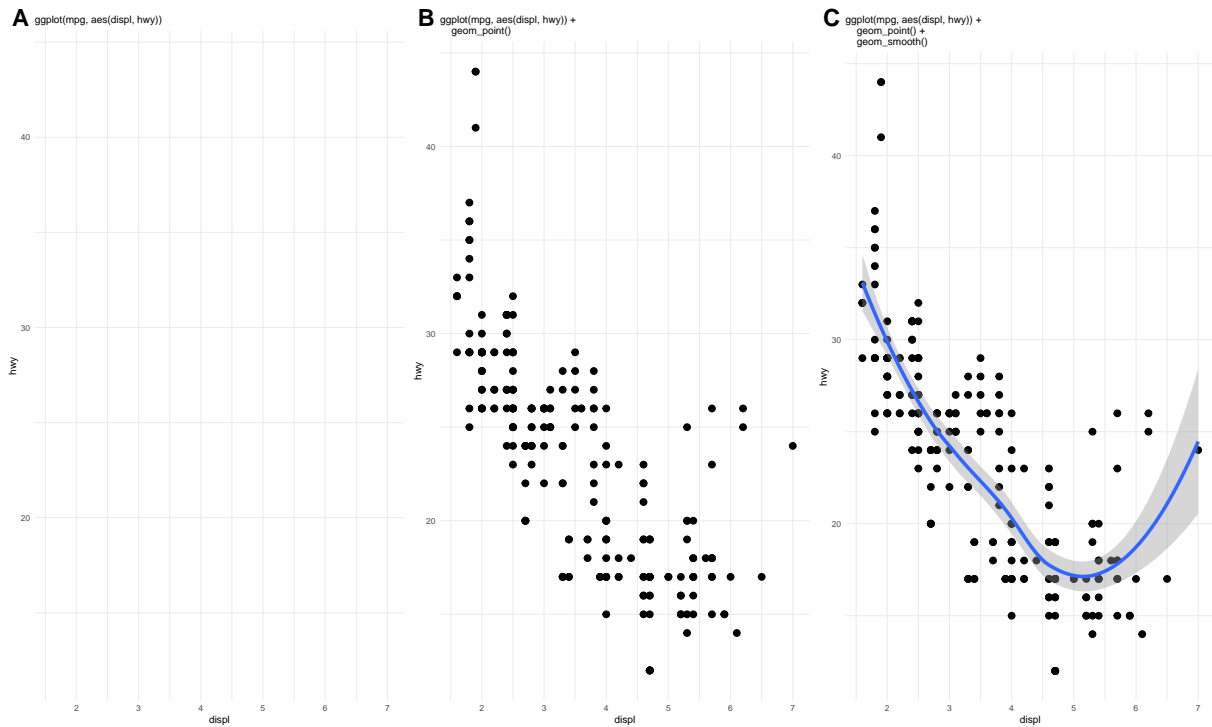 A ggplot(mpg, aes(displ, hwy))
40
30
hwy
20
2 3 4 5 6 7
displ
B ggplot(mpg, aes(displ, hwy)) +
geom_point()
40
30
hwy
20
2 3 4 5 6 7
displ
C ggplot(mpg, aes(displ, hwy)) +
geom_point() +
geom_smooth()
40
30
hwy
20
2 3 4 5 6 7
displ